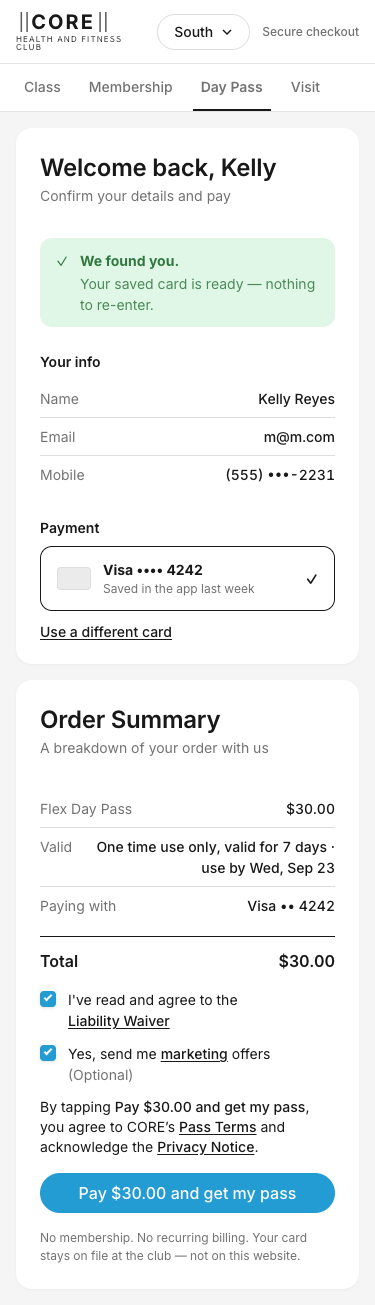 ||CORE||
HEALTH AND FITNESS
CLUB
South
Secure checkout
Class
Membership
Day Pass
Visit
Welcome back, Kelly
Confirm your details and pay
We found you.
Your saved card is ready — nothing
to re-enter.
Your info
Name
Kelly Reyes
Email
m@m.com
Mobile
(555) •••-2231
Payment
Visa •••• 4242
Saved in the app last week
Use a different card
Order Summary
A breakdown of your order with us
Flex Day Pass
$30.00
Valid
One time use only, valid for 7 days ·
use by Wed, Sep 23
Paying with
Visa •• 4242
Total
$30.00
I've read and agree to the
Liability Waiver
Yes, send me marketing offers
(Optional)
By tapping Pay $30.00 and get my pass,
you agree to CORE’s Pass Terms and
acknowledge the Privacy Notice.
Pay $30.00 and get my pass
No membership. No recurring billing. Your card
stays on file at the club — not on this website.